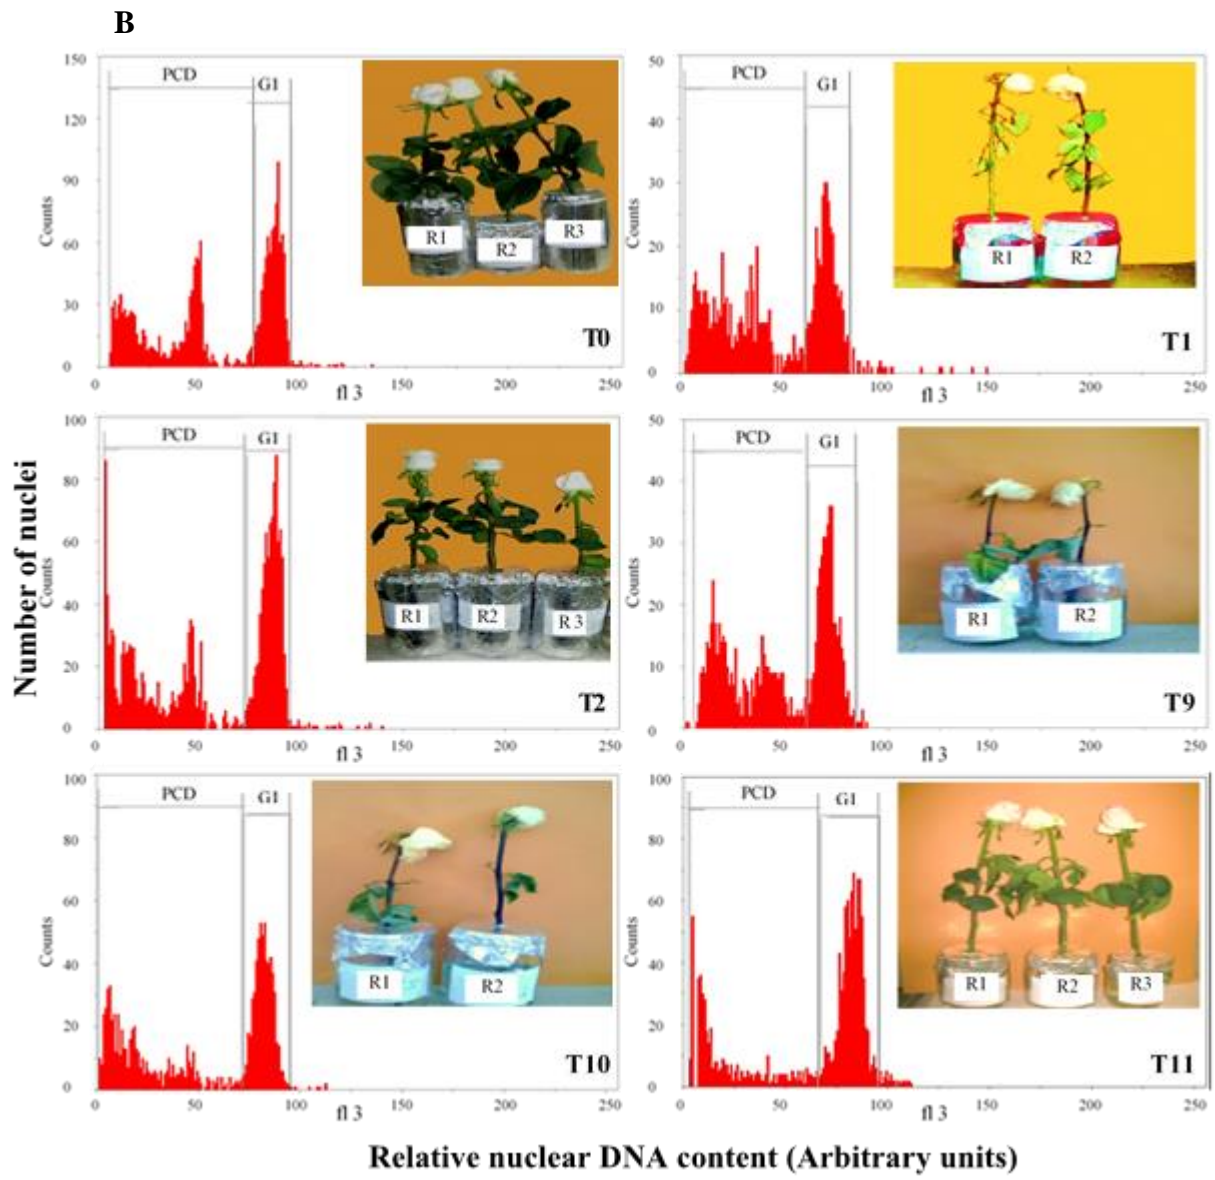 B
150
120
90
60
30
0
Counts
PCD
G1
R1
R2
R3
T0
0
50
100
150
200
250
fl 3
50
40
30
20
10
0
Counts
PCD
G1
R1
R2
T1
0
50
100
150
200
250
fl 3
Number of nuclei
100
80
60
40
20
0
Counts
PCD
G1
R1
R2
R 3
T2
0
50
100
150
200
250
fl 3
50
40
30
20
10
0
Counts
PCD
G1
R1
R2
T9
0
50
100
150
200
250
fl 3
100
80
60
40
20
0
Counts
PCD
G1
R1
R2
T10
0
50
100
150
200
250
fl 3
100
80
60
40
20
0
Counts
PCD
G1
R1
R2
R3
T11
0
50
100
150
200
250
fl 3
Relative nuclear DNA content (Arbitrary units)